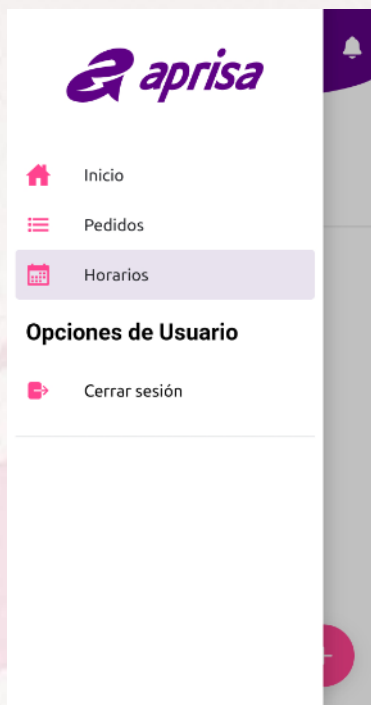 aprisa
Inicio
Pedidos
Horarios
Opciones de Usuario
Cerrar sesión